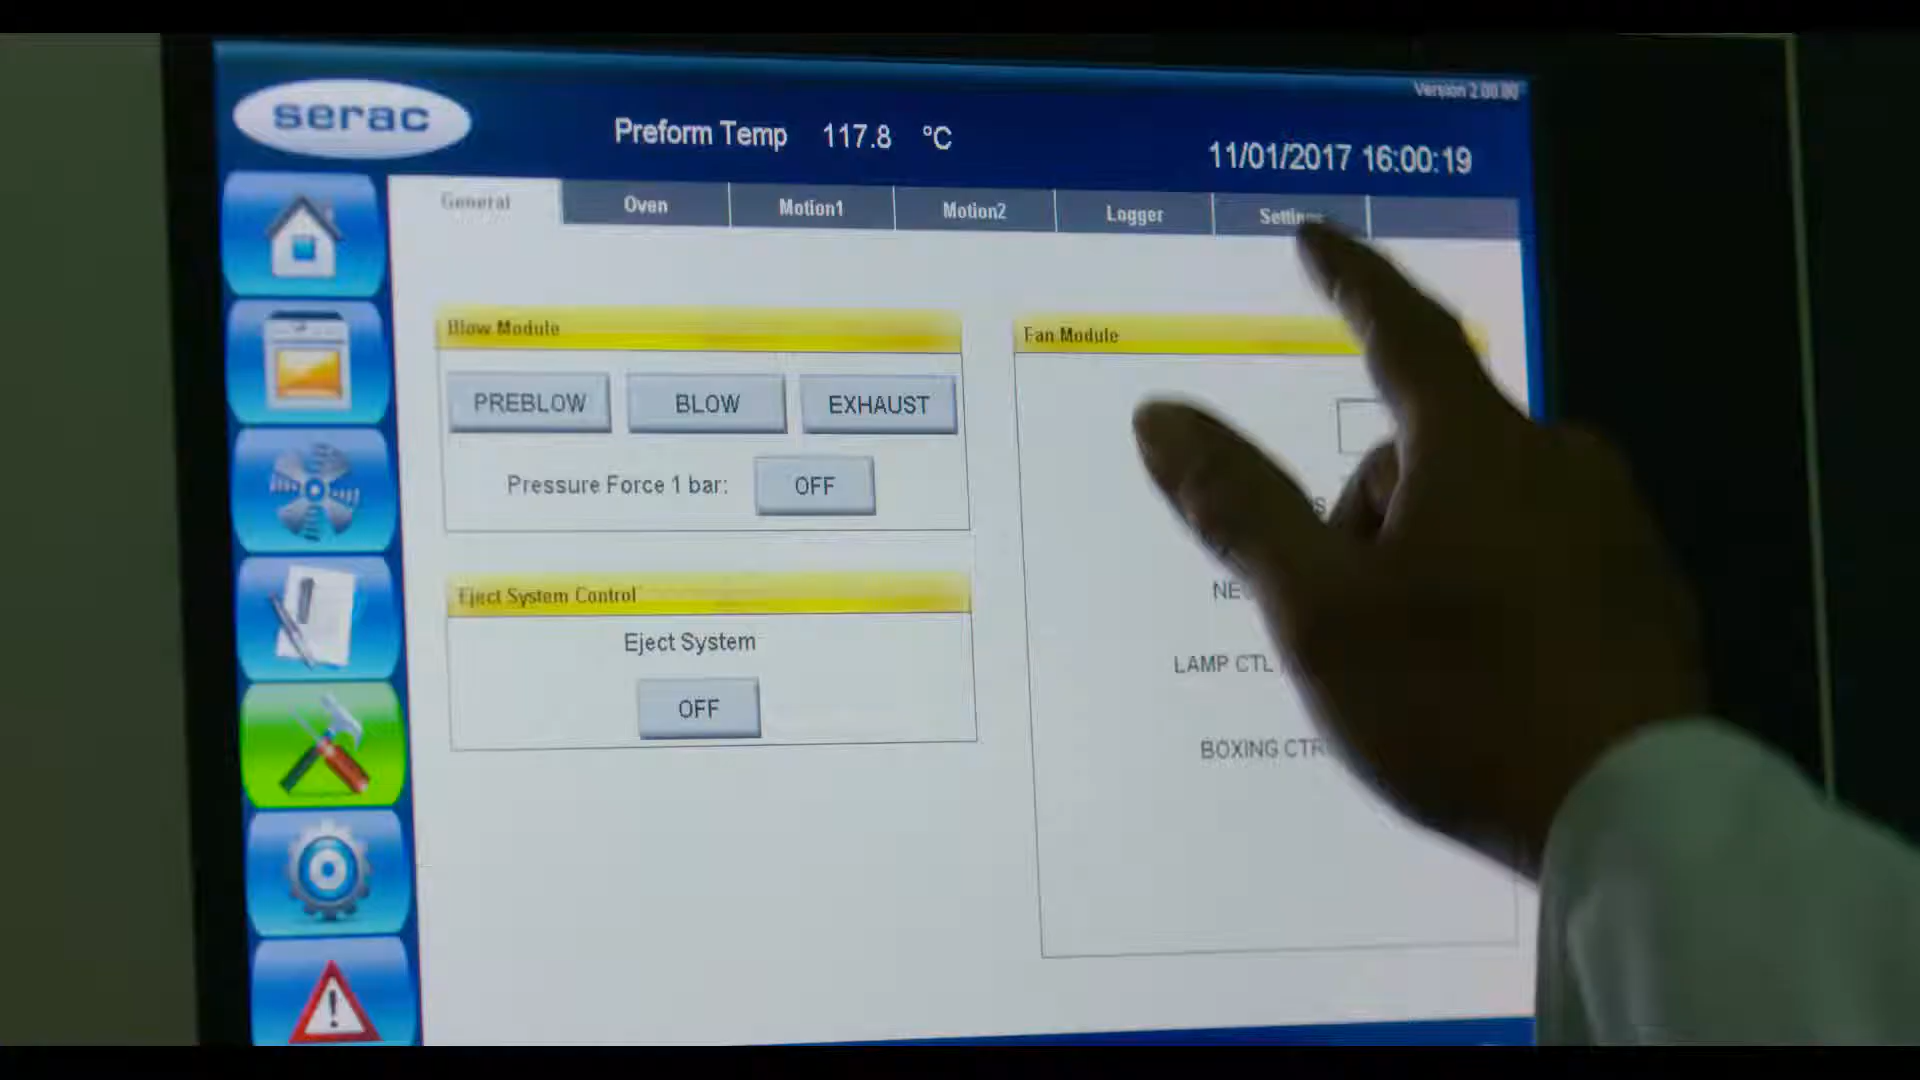 Version 2.00.00
serac
Preform Temp 117.8 °C
11/01/2017 16:00:19
General Oven Motion1 Motion2 Logger Settings
Blow Module
Fan Module
PREBLOW BLOW EXHAUST
Pressure Force 1 bar: OFF
LAMP CTL
Eject System Control
Eject System
BOXING
OFF